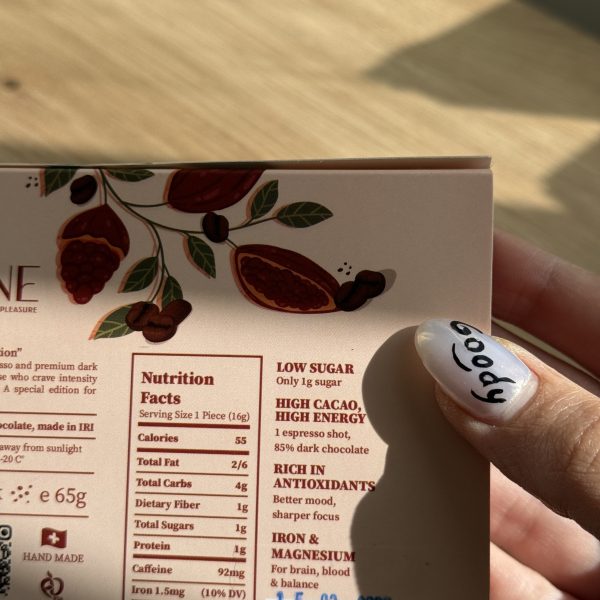 NE
PLEASURE
tion"
sso and premium dark
se who crave intensity
A special edition for
ocolate, made in IRI
away from sunlight
-20 C°
e 65g
HAND MADE
Nutrition
Facts
Serving Size 1 Piece (16g)
Calories 55
Total Fat 2/6
Total Carbs 4g
Dietary Fiber 1g
Total Sugars 1g
Protein 1g
Caffeine 92mg
Iron 1.5mg (10% DV)
LOW SUGAR
Only 1g sugar
HIGH CACAO,
HIGH ENERGY
1 espresso shot,
85% dark chocolate
RICH IN
ANTIOXIDANTS
Better mood,
sharper focus
IRON &
MAGNESIUM
For brain, blood
& balance